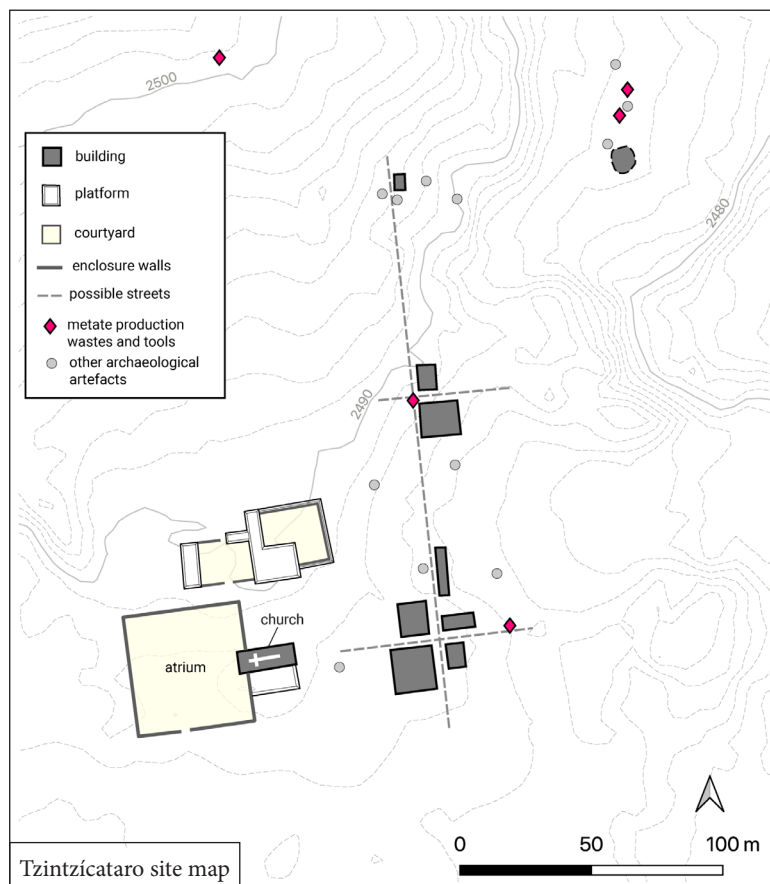 2500
building
platform
courtyard
enclosure walls
possible streets
metate production
wastes and tools
other archaeological
artefacts
2480
2490
church
atrium
0 50 100 m
Tzintzícataro site map